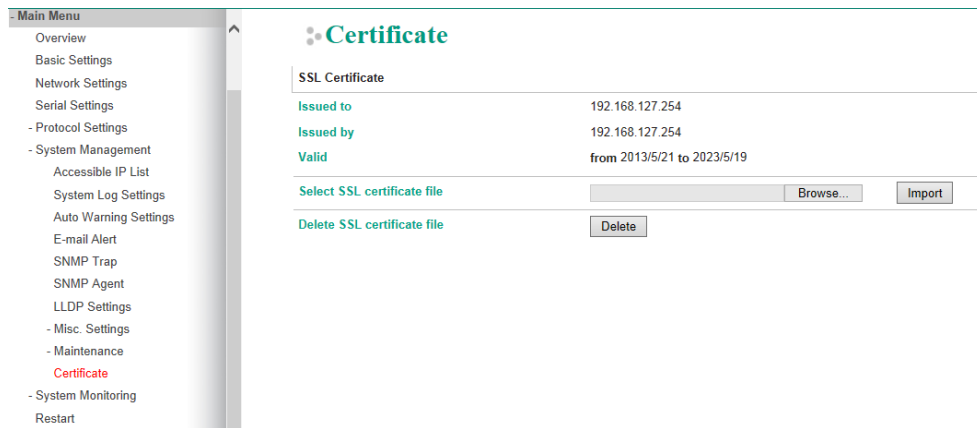 - Main Menu
Overview
Basic Settings
Network Settings
Serial Settings
- Protocol Settings
- System Management
Accessible IP List
System Log Settings
Auto Warning Settings
E-mail Alert
SNMP Trap
SNMP Agent
LLDP Settings
- Misc. Settings
- Maintenance
Certificate
- System Monitoring
Restart
Certificate
SSL Certificate
Issued to 192.168.127.254
Issued by 192.168.127.254
Valid from 2013/5/21 to 2023/5/19
Select SSL certificate file Browse... Import
Delete SSL certificate file Delete